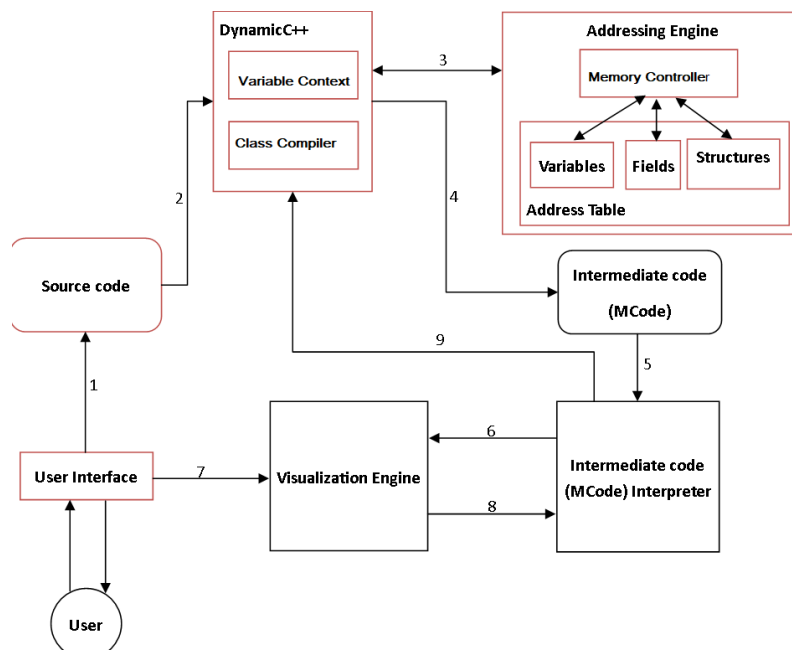 DynamicC++
Variable Context
Class Compiler
3
Addressing Engine
Memory Controller
Variables
Fields
Structures
Address Table
2
4
Source code
Intermediate code
(MCode)
1
9
5
User Interface
7
Visualization Engine
6
8
Intermediate code
(MCode) Interpreter
User